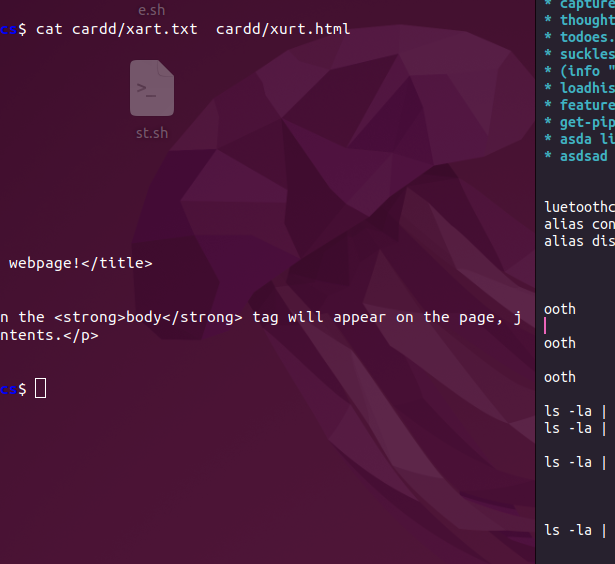 e.sh
cs$ cat cardd/xart.txt  cardd/xurt.html
>_
st.sh
webpage!</title>
n the <strong>body</strong> tag will appear on the page, j
ntents.</p>
cs$
* capture
* thought
* todoes.
* suckles
* (info "
* loadhis
* feature
* get-pip
* asda li
* asdsad
luetoothc
alias con
alias dis
ooth
ooth
ooth
ls -la |
ls -la |
ls -la |
ls -la |